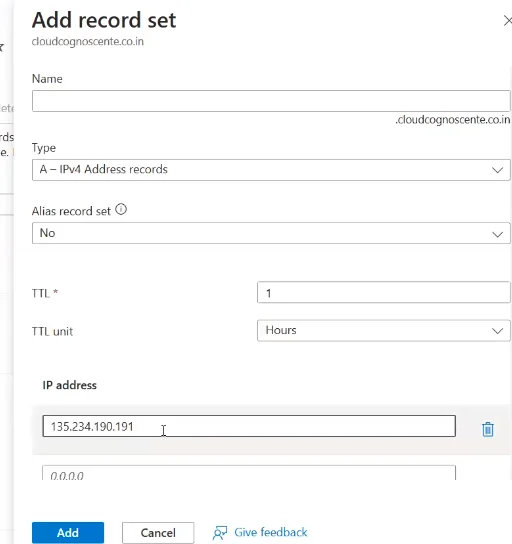 Add record set
cloudcognoscente.co.in
Name
.cloudcognoscente.co.in
Type
A – IPv4 Address records
Alias record set
No
TTL *
1
TTL unit
Hours
IP address
135.234.190.191
0.0.0.0
Add
Cancel
Give feedback